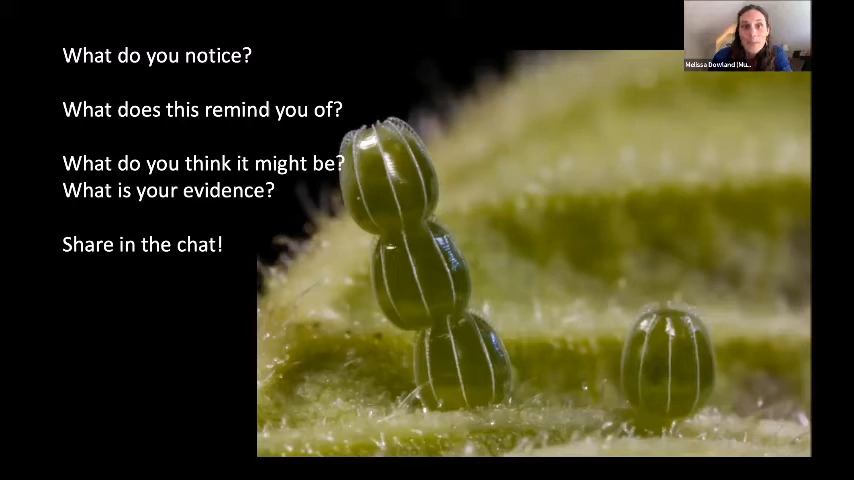 What do you notice?
What does this remind you of?
What do you think it might be?
What is your evidence?
Share in the chat!
Melissa Dowland (Mu...